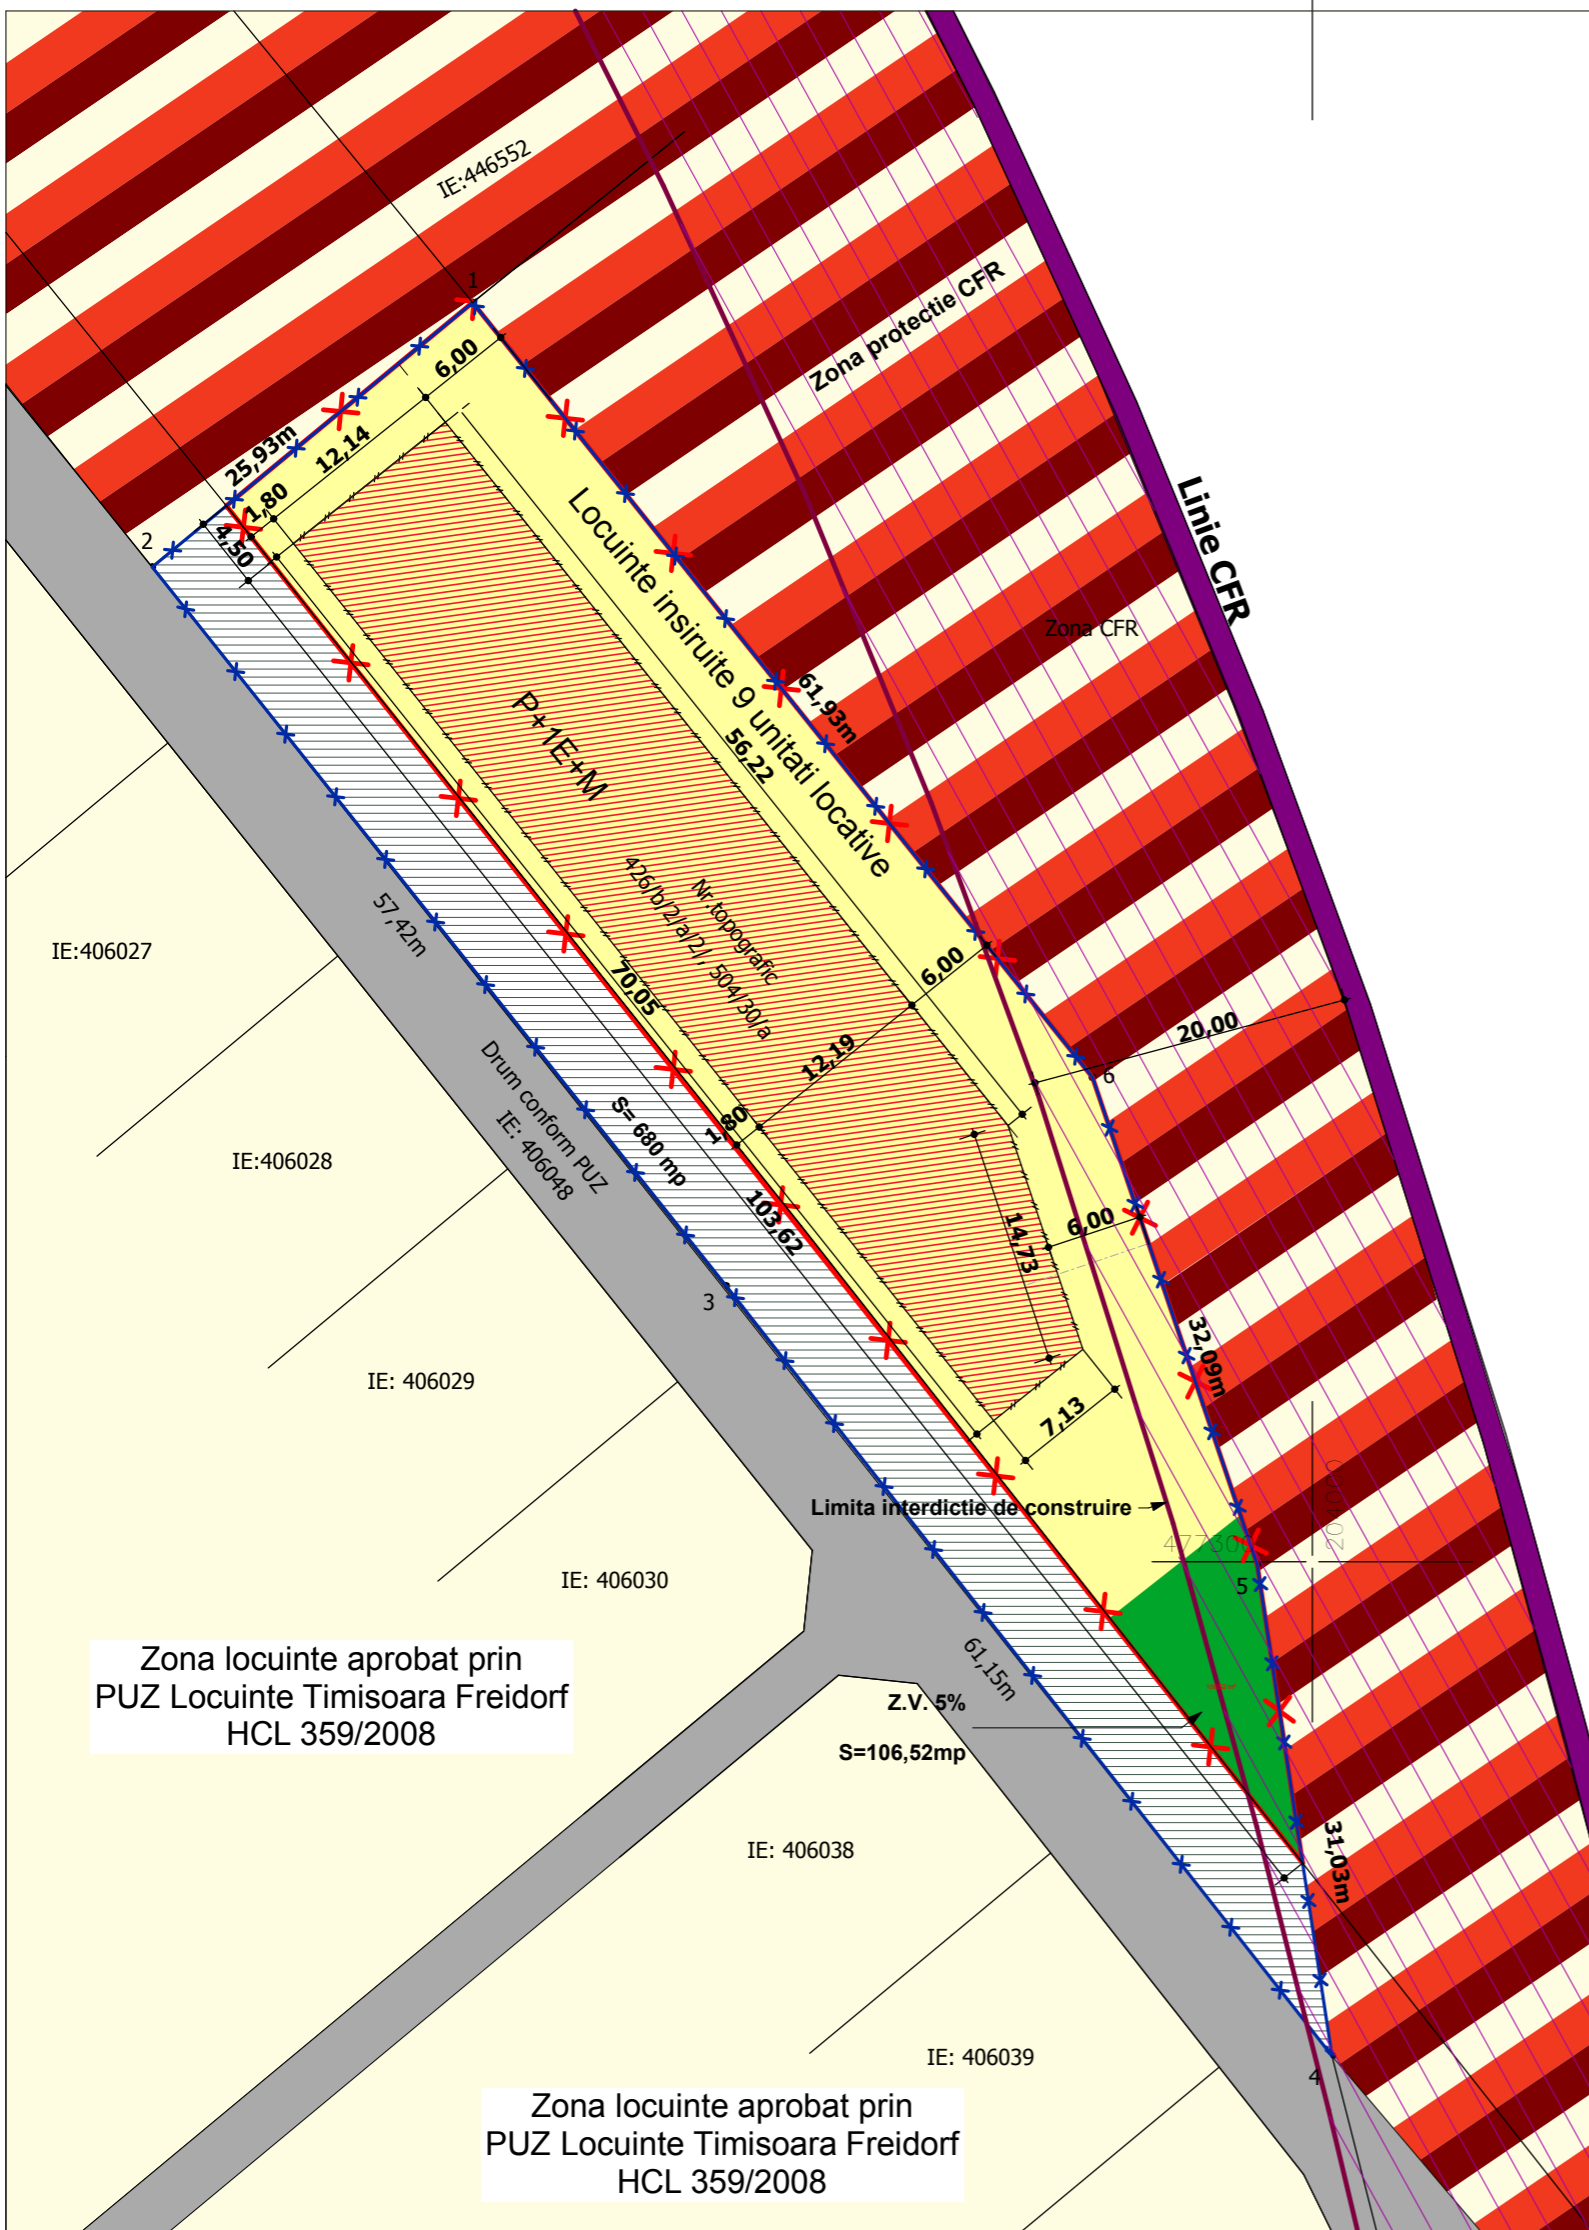 IE:446552
1
6,00
Zona protectie CFR
25,93m
12,14
1,80
4,50
2
Linie CFR
Locuinte insiruite 9 unitati locative
Zona CFR
61,93m
56,22
P+1E+M
Nr.topografic
426/b/2/a/2/, 504/30/a
57,42m
IE:406027
70,05
6,00
20,00
12,19
6
Drum conform PUZ
IE: 406048
S= 680 mp
1,80
IE:406028
103,62
14,73
6,00
3
32,09m
IE: 406029
7,13
Limita interdictie de construire
477300
204000
5
IE: 406030
61,15m
Zona locuinte aprobat prin
PUZ Locuinte Timisoara Freidorf
HCL 359/2008
Z.V. 5%
S=106,52mp
31,03m
IE: 406038
IE: 406039
4
Zona locuinte aprobat prin
PUZ Locuinte Timisoara Freidorf
HCL 359/2008